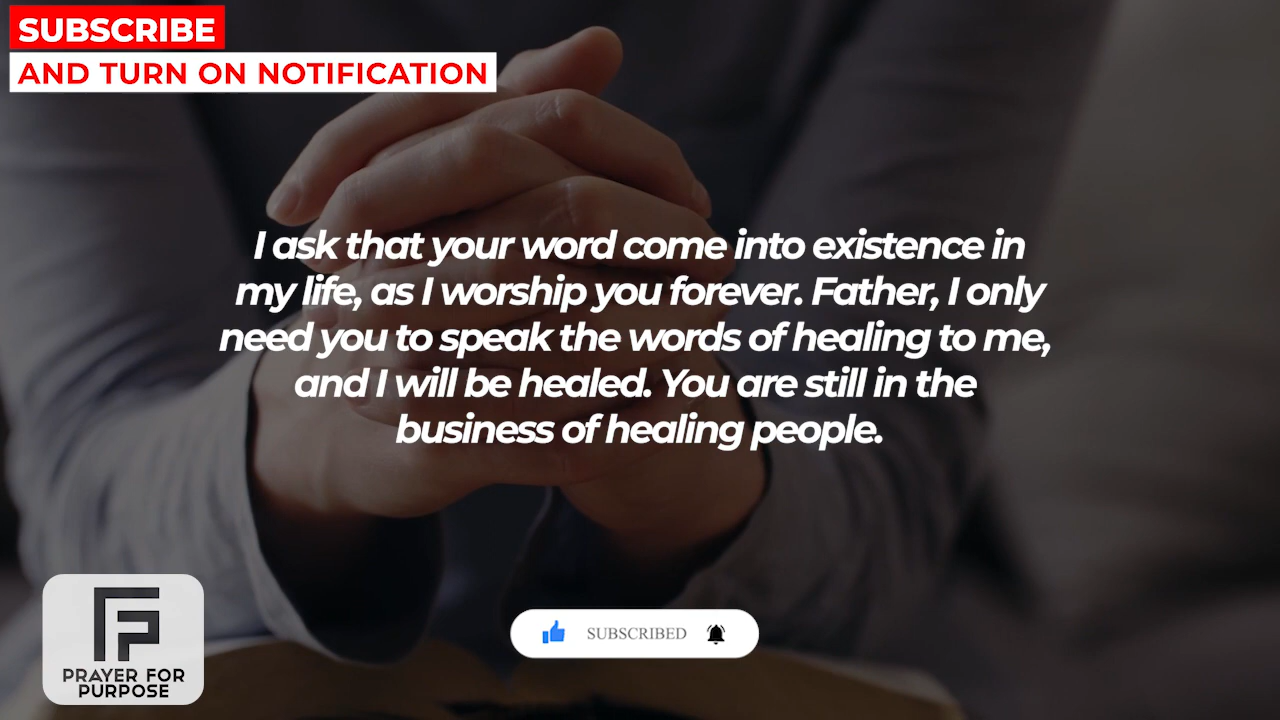 SUBSCRIBE
AND TURN ON NOTIFICATION
I ask that your word come into existence in
my life, as I worship you forever. Father, I only
need you to speak the words of healing to me,
and I will be healed. You are still in the
business of healing people.
SUBSCRIBED
PRAYER FOR
PURPOSE